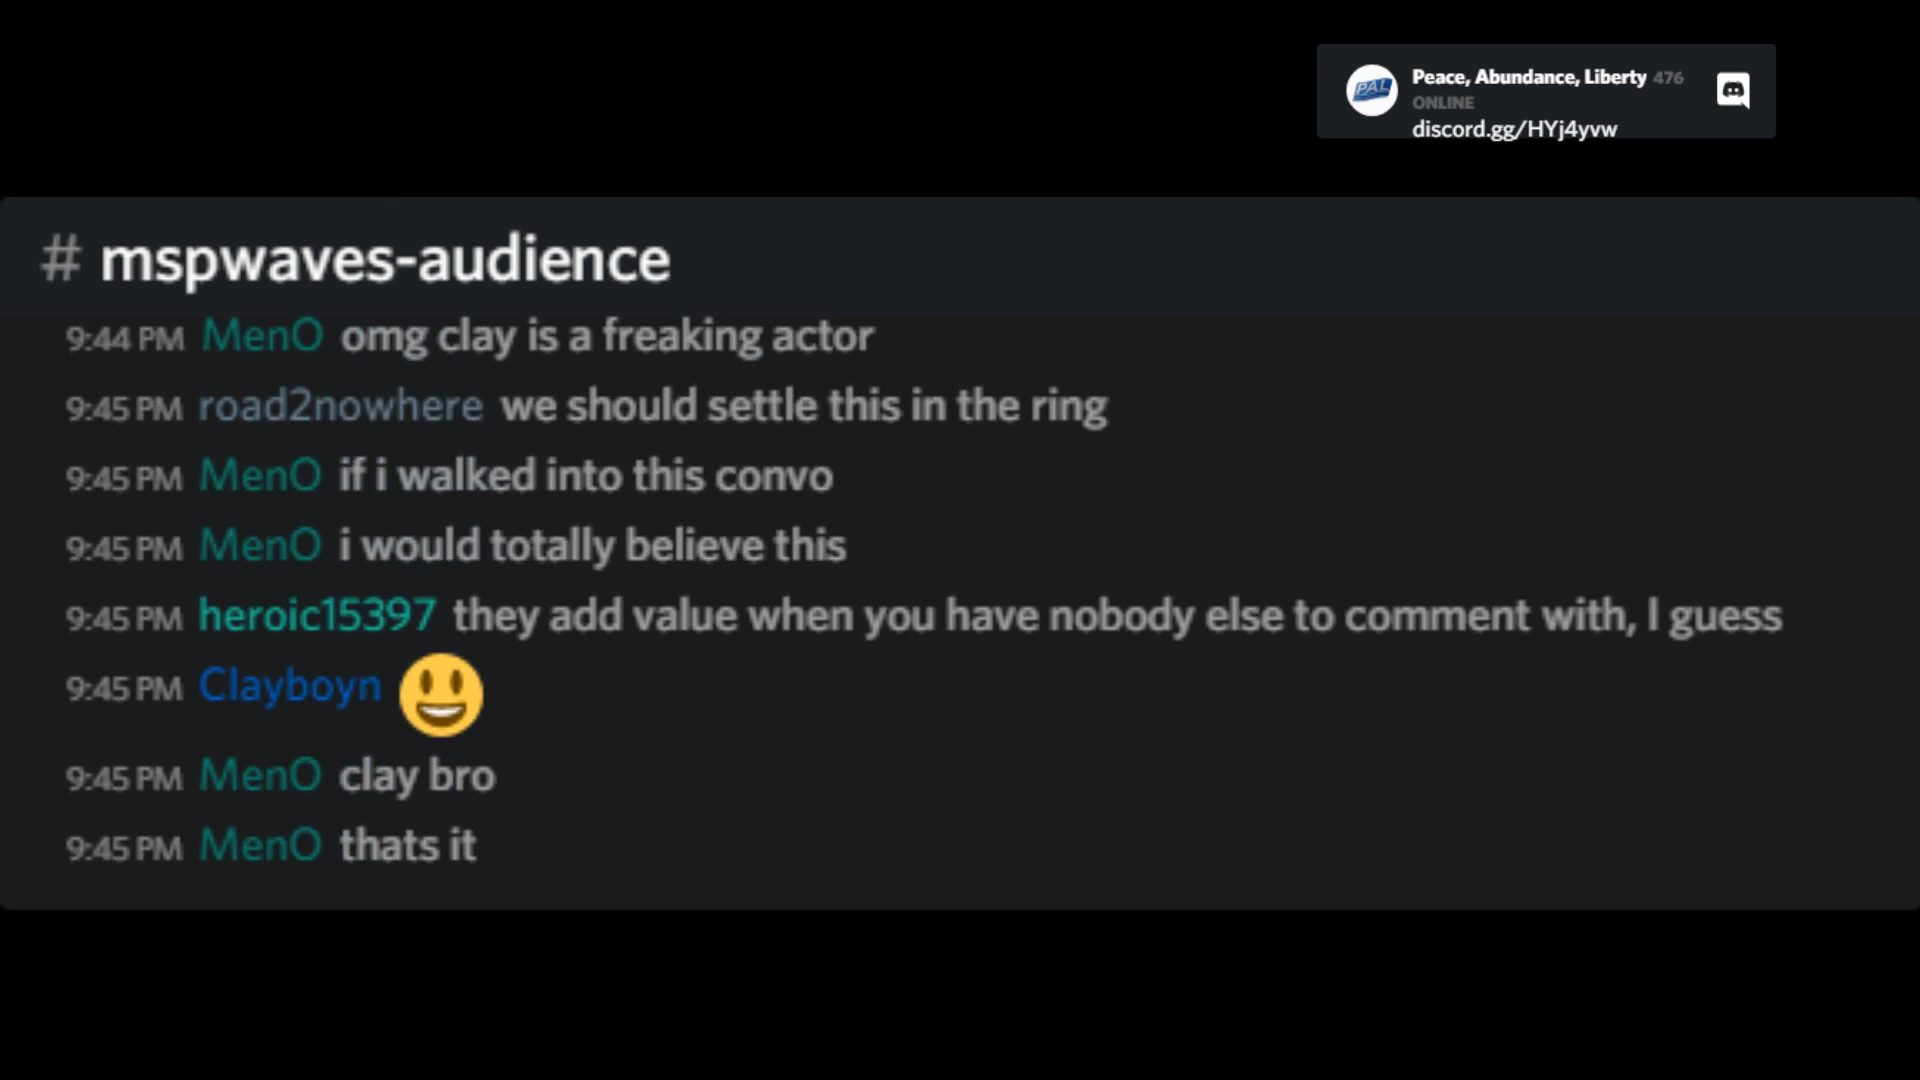 PAL
Peace, Abundance, Liberty 476
ONLINE
discord.gg/HYj4yvw
# mspwaves-audience
9:44 PM MenO omg clay is a freaking actor
9:45 PM road2nowhere we should settle this in the ring
9:45 PM MenO if i walked into this convo
9:45 PM MenO i would totally believe this
9:45 PM heroic15397 they add value when you have nobody else to comment with, I guess
9:45 PM Clayboyn 😃
9:45 PM MenO clay bro
9:45 PM MenO thats it